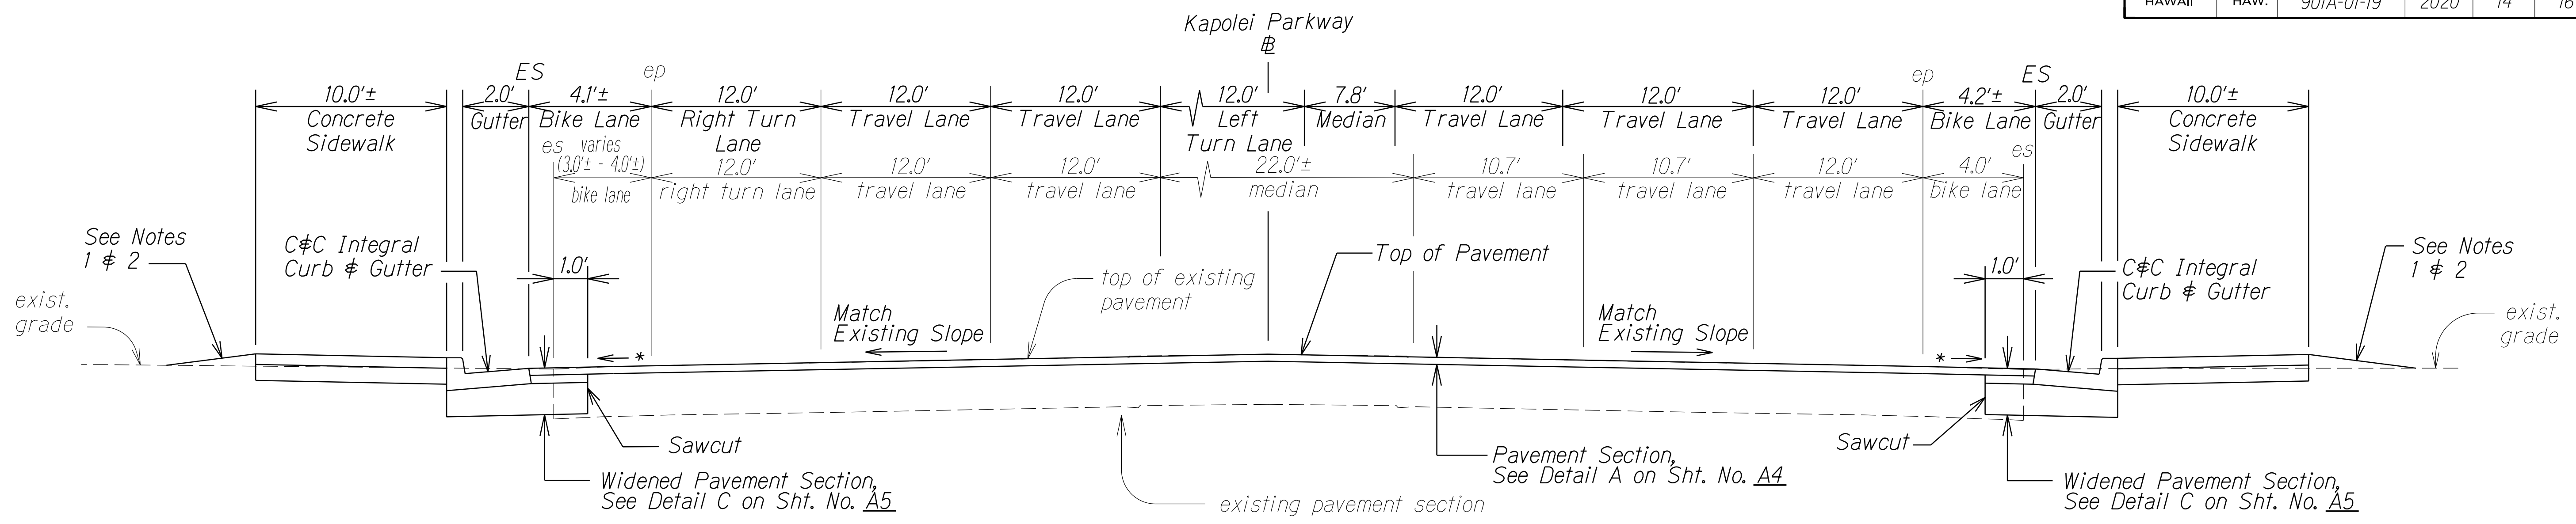 HAWAII HAW. 901A-01-19 2020 14 16
Kapolei Parkway
ES ep ep ES
10.0'± 2.0' 4.1'± 12.0' 12.0' 12.0' 12.0' 7.8' 12.0' 12.0' 12.0' 4.2'± 2.0' 10.0'±
Concrete Gutter Bike Lane Right Turn Travel Lane Travel Lane Left Median Travel Lane Travel Lane Travel Lane Bike Lane Gutter Concrete
Sidewalk Lane Turn Lane Sidewalk
es varies es
(3.0'± - 4.0'±) 12.0' 12.0' 12.0' 22.0'± 10.7' 10.7' 12.0' 4.0'
bike lane right turn lane travel lane travel lane median travel lane travel lane travel lane bike lane
See Notes
1 & 2
C&C Integral
Curb & Gutter
1.0'
exist.
grade
top of existing
pavement
Top of Pavement
Match
Existing Slope
Match
Existing Slope
1.0'
C&C Integral
Curb & Gutter
See Notes
1 & 2
exist.
grade
*
*
Sawcut
Widened Pavement Section,
See Detail C on Sht. No. A5
existing pavement section
Pavement Section,
See Detail A on Sht. No. A4
Sawcut
Widened Pavement Section,
See Detail C on Sht. No. A5